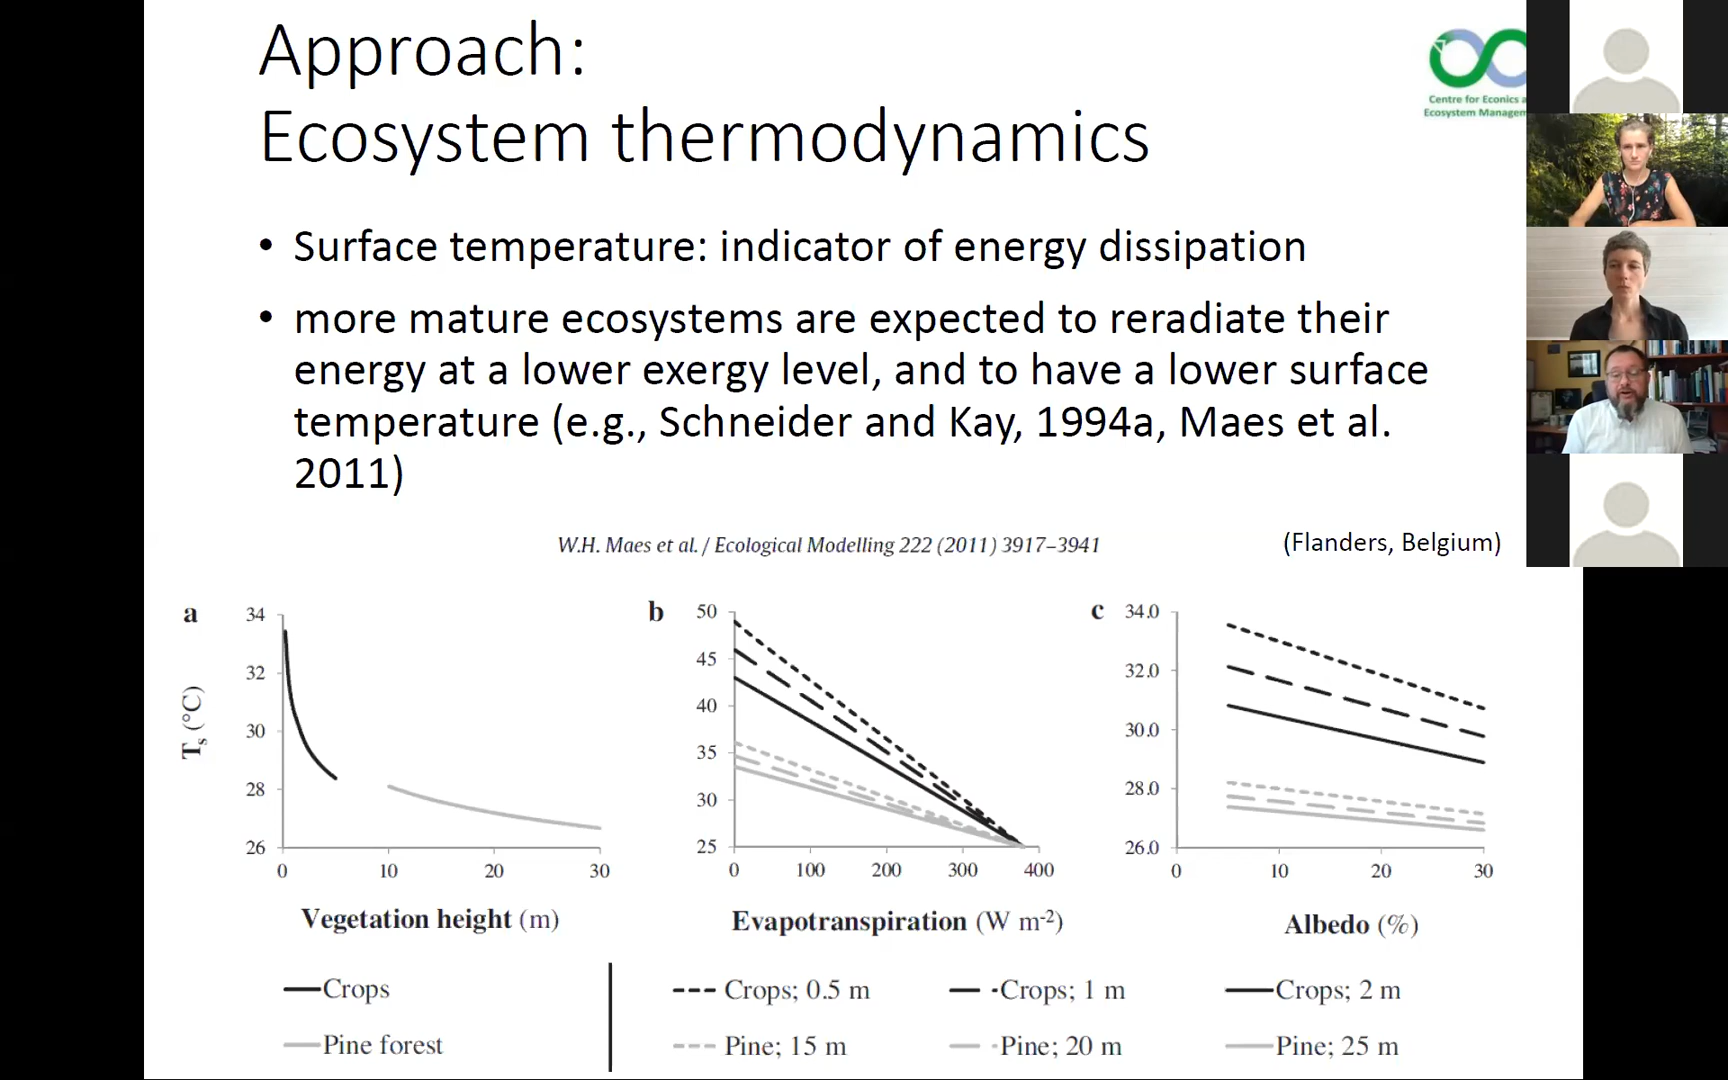 Approach:
Ecosystem thermodynamics
Centre for Econics a
Ecosystem Managem
• Surface temperature: indicator of energy dissipation
• more mature ecosystems are expected to reradiate their
energy at a lower exergy level, and to have a lower surface
temperature (e.g., Schneider and Kay, 1994a, Maes et al.
2011)
W.H. Maes et al. / Ecological Modelling 222 (2011) 3917–3941
(Flanders, Belgium)
a
34
32
30
28
26
Ts (°C)
0 10 20 30
Vegetation height (m)
b
50
45
40
35
30
25
0 100 200 300 400
Evapotranspiration (W m-2)
c
34.0
32.0
30.0
28.0
26.0
0 10 20 30
Albedo (%)
Crops
Pine forest
Crops; 0.5 m
Crops; 1 m
Crops; 2 m
Pine; 15 m
Pine; 20 m
Pine; 25 m